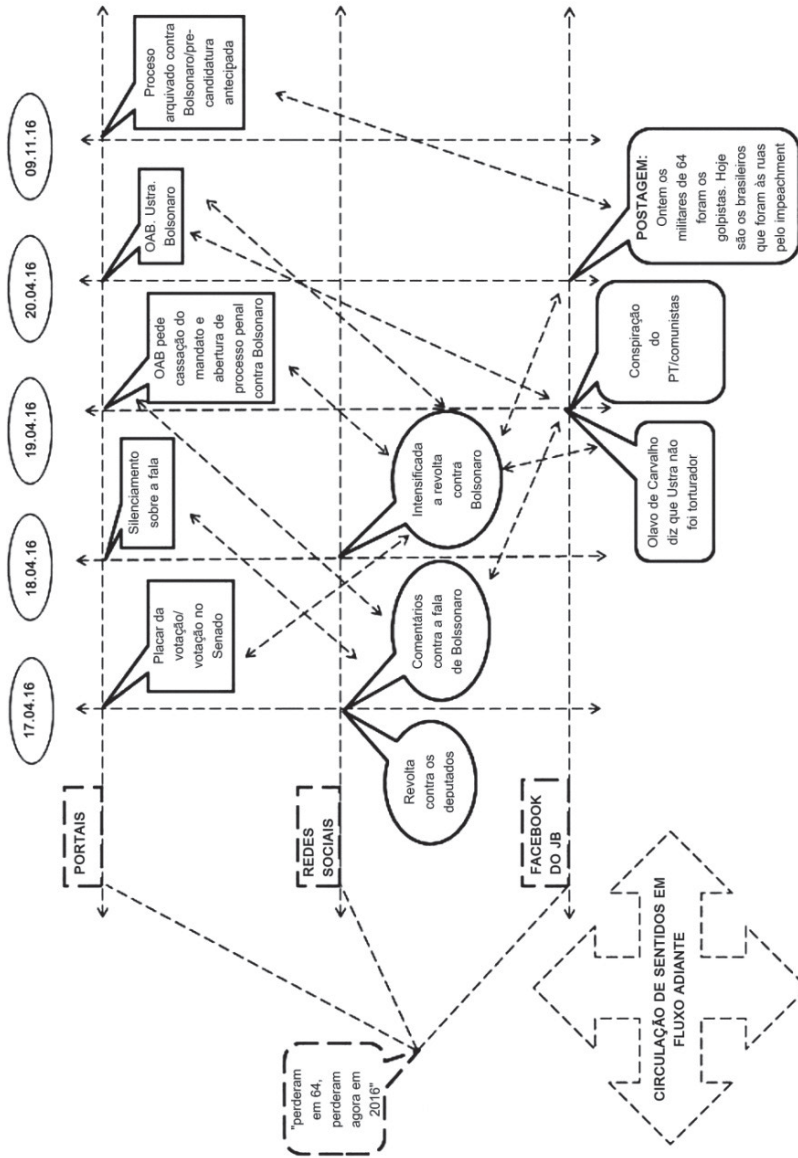 17.04.16
18.04.16
19.04.16
20.04.16
09.11.16
PORTAIS
Placar da
votação/
votação no
Senado
Silenciamento
sobre a fala
OAB pede
cassação do
mandato e
abertura de
processo penal
contra Bolsonaro
OAB. Ustra.
Bolsonaro
Processo
arquivado contra
Bolsonaro/pre-
candidatura
antecipada
"perderam
em 64,
perderam
agora em
2016"
REDES
SOCIAIS
Revolta
contra os
deputados
Comentários
contra a fala
de Bolssonaro
Intensificada
a revolta
contrá
Bolsonaro
FACEBOOK
DO JB
Olavo de Carvalho
diz que Ustra não
foi torturador
Conspiração
do
PT/comunistas
POSTAGEM:
Ontem os
militares de 64
foram os
golpistas. Hoje
são os brasileiros
que foram às ruas
pelo impeachment
CIRCULAÇÃO DE SENTIDOS EM
FLUXO ADIANTE